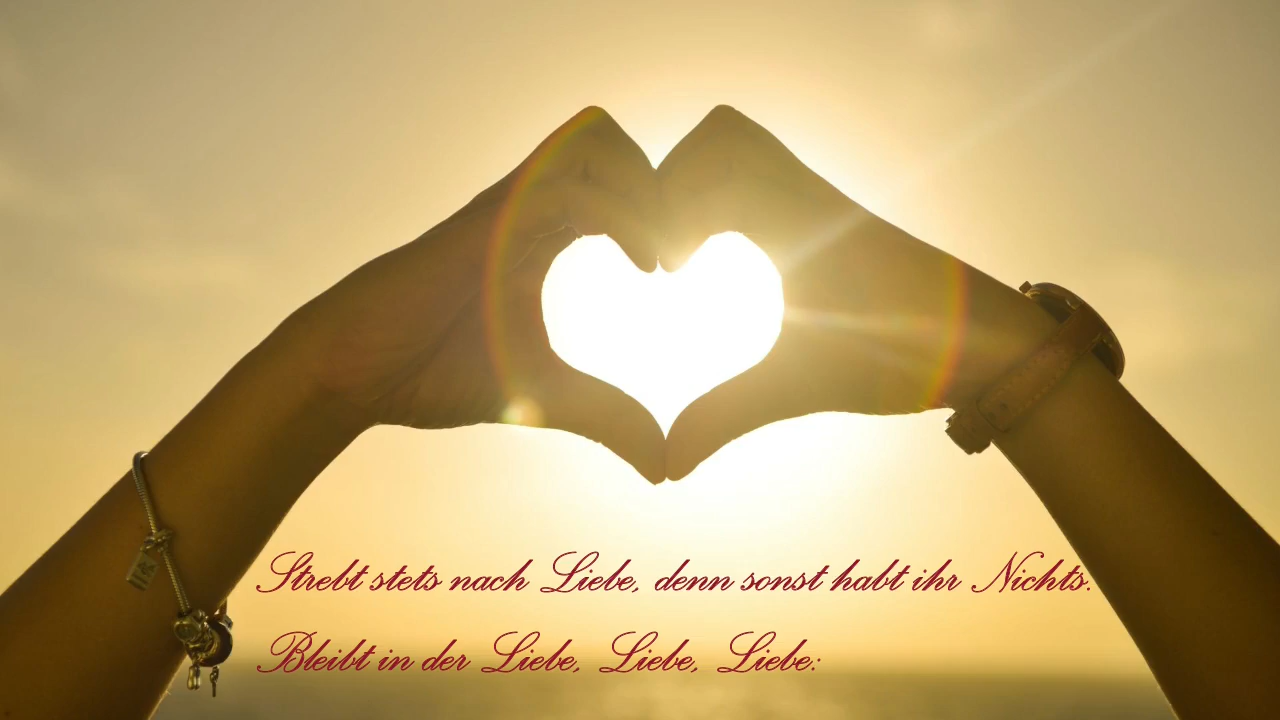 Strebt stets nach Liebe, denn sonst habt ihr Nichts.
Bleibt in der Liebe, Liebe, Liebe: